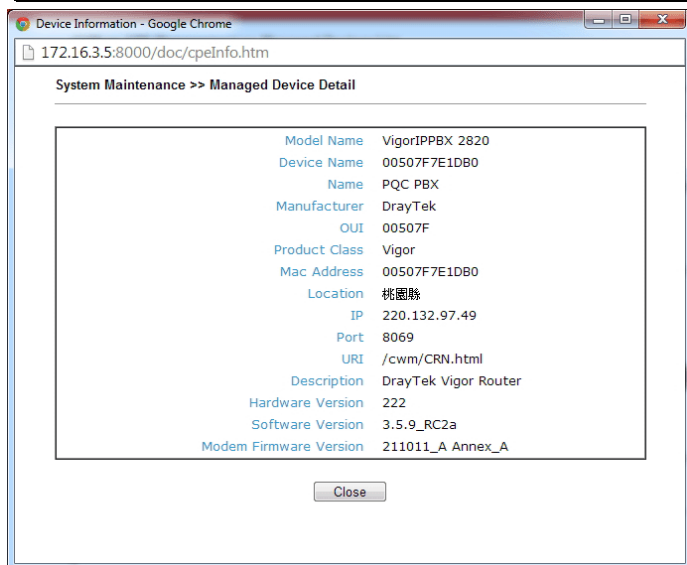 Device Information - Google Chrome
172.16.3.5:8000/doc/cpeInfo.htm
System Maintenance >> Managed Device Detail
Model Name VigorIPPBX 2820
Device Name 00507F7E1DB0
Name PQC PBX
Manufacturer DrayTek
OUI 00507F
Product Class Vigor
Mac Address 00507F7E1DB0
Location 桃園縣
IP 220.132.97.49
Port 8069
URI /cwm/CRN.html
Description DrayTek Vigor Router
Hardware Version 222
Software Version 3.5.9_RC2a
Modem Firmware Version 211011_A Annex_A
Close